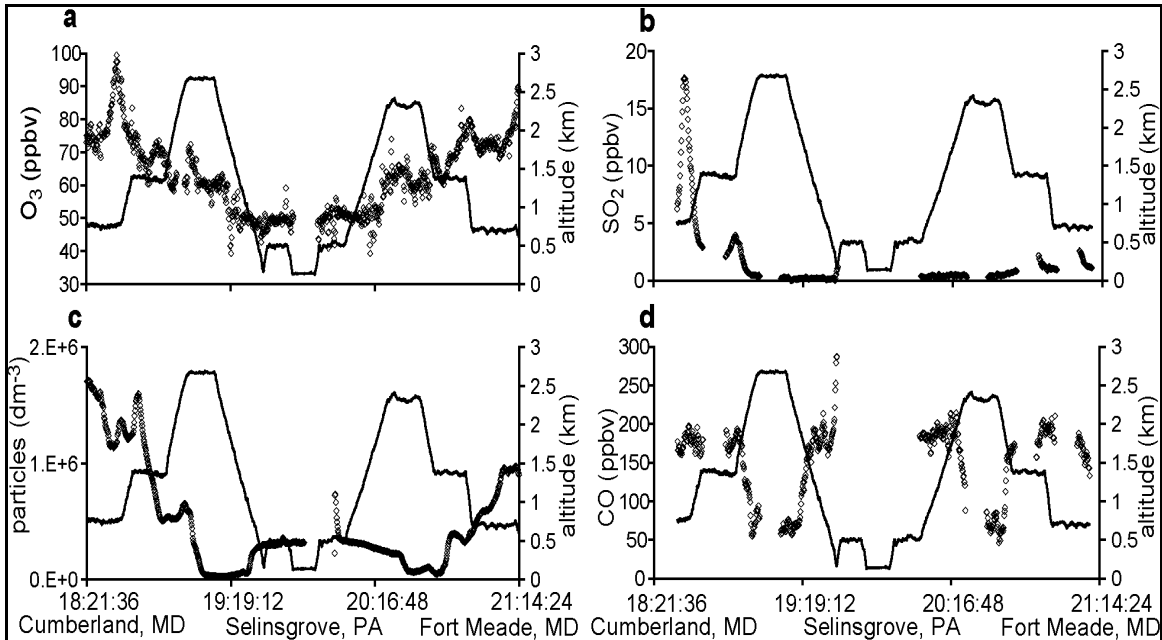 a
100
90
80
70
60
50
40
30
O3 (ppbv)
3
2.5
2
1.5
1
0.5
0
altitude (km)
b
20
15
10
5
0
SO2 (ppbv)
3
2.5
2
1.5
1
0.5
0
altitude (km)
c
2.E+6
1.E+6
0.E+0
particles (dm-3)
3
2.5
2
1.5
1
0.5
0
altitude (km)
18:21:36 19:19:12 20:16:48 21:14:24
Cumberland, MD Selinsgrove, PA Fort Meade, MD
d
300
250
200
150
100
50
0
CO (ppbv)
3
2.5
2
1.5
1
0.5
0
altitude (km)
18:21:36 19:19:12 20:16:48 21:14:24
Cumberland, MD Selinsgrove, PA Fort Meade, MD